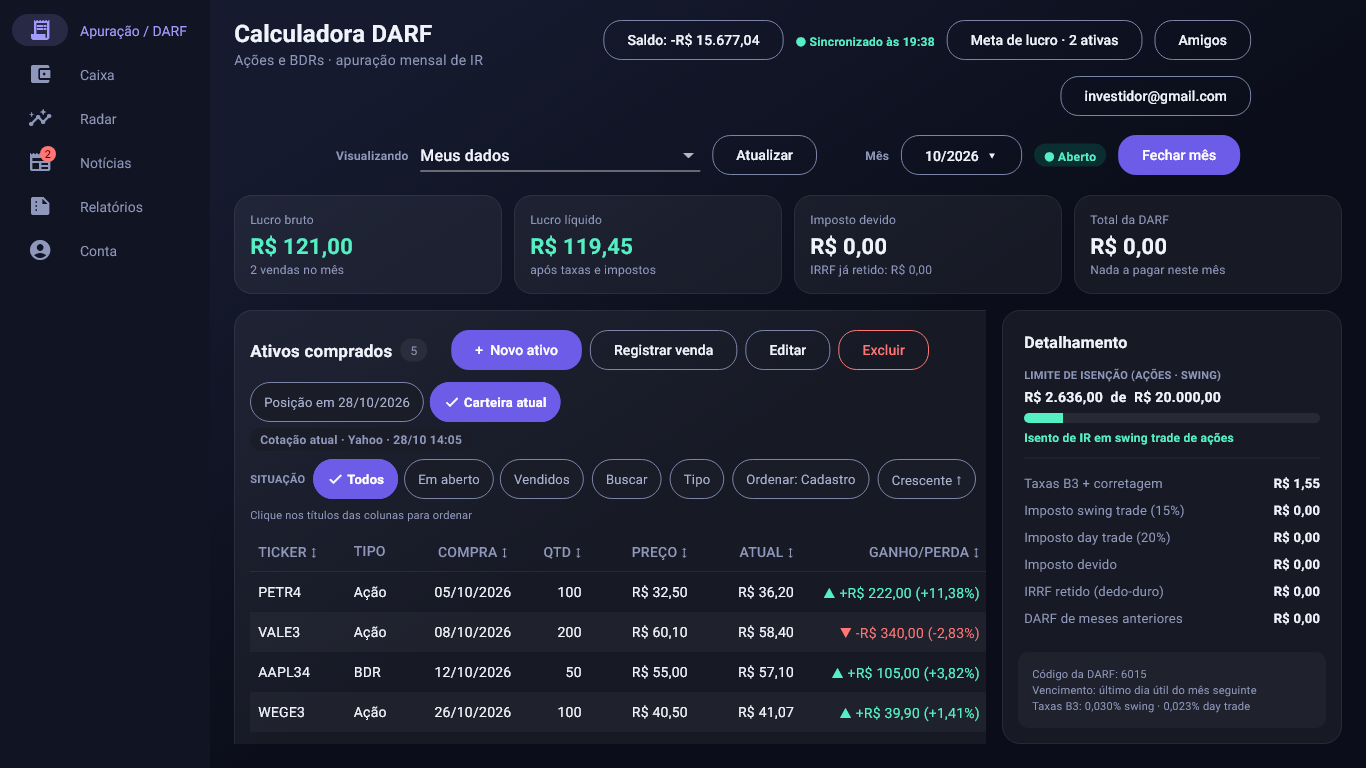 Apuração / DARF
Caixa
Radar
2
Notícias
Relatórios
Conta
Calculadora DARF
Ações e BDRs · apuração mensal de IR
Saldo: -R$ 15.677,04
Sincronizado às 19:38
Meta de lucro · 2 ativas
Amigos
investidor@gmail.com
Visualizando Meus dados
Atualizar
Mês
10/2026 ▼
Aberto
Fechar mês
Lucro bruto
R$ 121,00
2 vendas no mês
Lucro líquido
R$ 119,45
após taxas e impostos
Imposto devido
R$ 0,00
IRRF já retido: R$ 0,00
Total da DARF
R$ 0,00
Nada a pagar neste mês
Ativos comprados 5
+ Novo ativo
Registrar venda
Editar
Excluir
Posição em 28/10/2026
✓ Carteira atual
Cotação atual · Yahoo · 28/10 14:05
SITUAÇÃO ✓ Todos Em aberto Vendidos Buscar Tipo Ordenar: Cadastro Crescente ↑
Clique nos títulos das colunas para ordenar
TICKER ↕ TIPO COMPRA ↕ QTD ↕ PREÇO ↕ ATUAL ↕ GANHO/PERDA ↕
PETR4 Ação 05/10/2026 100 R$ 32,50 R$ 36,20 ▲ +R$ 222,00 (+11,38%)
VALE3 Ação 08/10/2026 200 R$ 60,10 R$ 58,40 ▼ -R$ 340,00 (-2,83%)
AAPL34 BDR 12/10/2026 50 R$ 55,00 R$ 57,10 ▲ +R$ 105,00 (+3,82%)
WEGE3 Ação 26/10/2026 100 R$ 40,50 R$ 41,07 ▲ +R$ 39,90 (+1,41%)
Detalhamento
LIMITE DE ISENÇÃO (AÇÕES · SWING)
R$ 2.636,00 de R$ 20.000,00
Isento de IR em swing trade de ações
Taxas B3 + corretagem R$ 1,55
Imposto swing trade (15%) R$ 0,00
Imposto day trade (20%) R$ 0,00
Imposto devido R$ 0,00
IRRF retido (dedo-duro) R$ 0,00
DARF de meses anteriores R$ 0,00
Código da DARF: 6015
Vencimento: último dia útil do mês seguinte
Taxas B3: 0,030% swing · 0,023% day trade